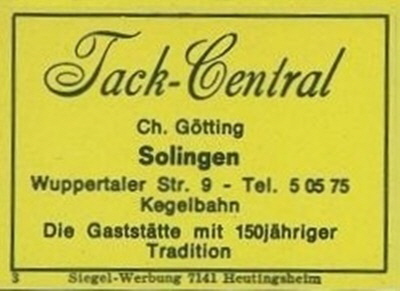 Tack-Central
Ch. Götting
Solingen
Wuppertaler Str. 9 - Tel. 5 05 75
Kegelbahn
Die Gaststätte mit 150jähriger
Tradition
3 Siegel-Werbung 7141 Heutingsheim